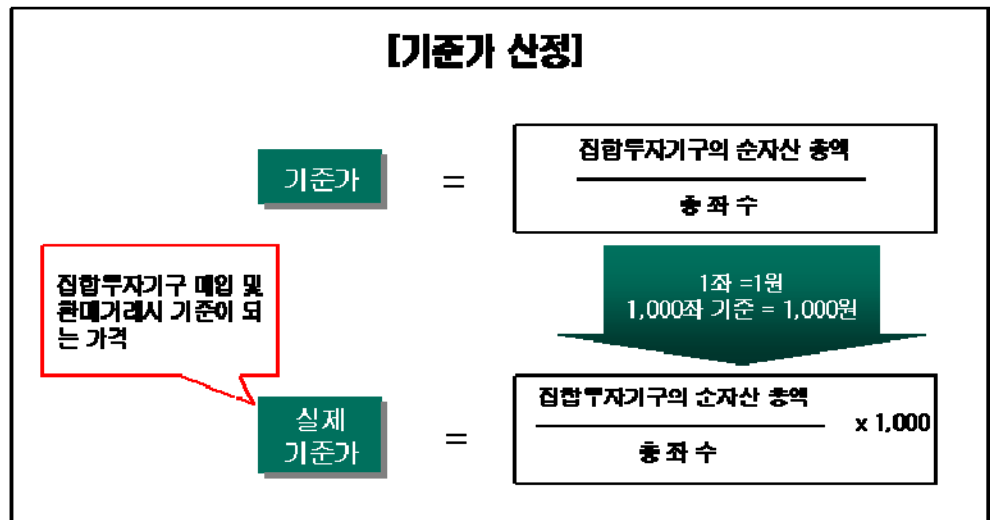 [기준가 산정]
기준가
=
집합투자기구의 순자산 총액
총 좌 수
집합투자기구 매입 및
환매거래시 기준이 되
는 가격
1좌 =1원
1,000좌 기준 = 1,000원
실제
기준가
=
집합투자기구의 순자산 총액
x 1,000
총 좌 수